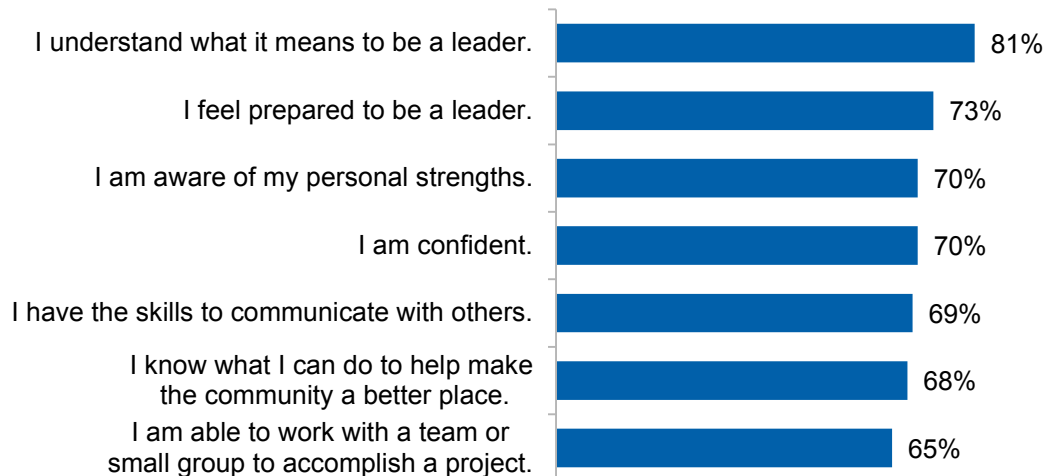 I understand what it means to be a leader.
81%
I feel prepared to be a leader.
73%
I am aware of my personal strengths.
70%
I am confident.
70%
I have the skills to communicate with others.
69%
I know what I can do to help make
the community a better place.
68%
I am able to work with a team or
small group to accomplish a project.
65%